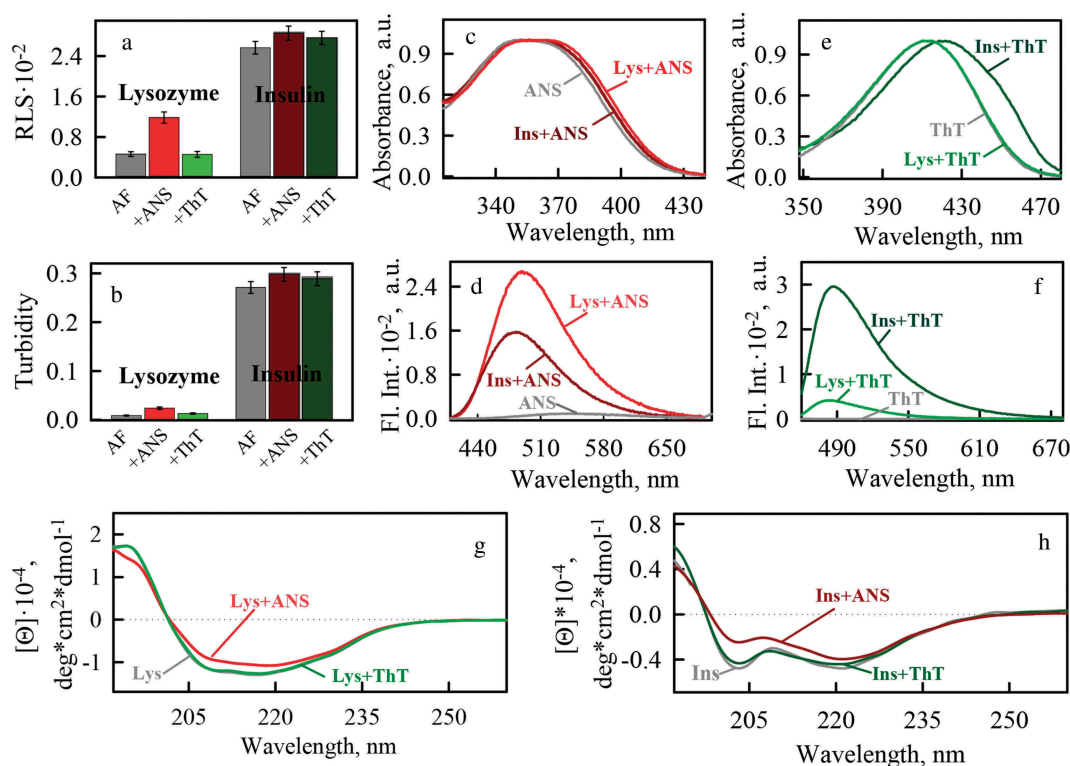 a
RLS·10⁻²
2.4
1.6
0.8
0.0
Lysozyme
Insulin
AF
+ANS
+ThT
AF
+ANS
+ThT
b
Turbidity
0.3
0.2
0.1
0
Lysozyme
Insulin
AF
+ANS
+ThT
AF
+ANS
+ThT
c
Absorbance, a.u.
0.9
0.6
0.3
0.0
Lys+ANS
ANS
Ins+ANS
340 370 400 430
Wavelength, nm
e
Absorbance, a.u.
0.9
0.6
0.3
0.0
Ins+ThT
ThT
Lys+ThT
350 390 430 470
Wavelength, nm
d
Fl. Int.·10⁻², a.u.
2.4
1.6
0.8
0
Lys+ANS
Ins+ANS
ANS
440 510 580 650
Wavelength, nm
f
Fl. Int.·10⁻², a.u.
3
2
1
0
Ins+ThT
Lys+ThT
ThT
490 550 610 670
Wavelength, nm
g
[Θ]·10⁻⁴,
deg*cm²*dmol⁻¹
2
1
0
-1
Lys+ANS
Lys
Lys+ThT
205 220 235 250
Wavelength, nm
h
[Θ]*10⁻⁴,
deg*cm²*dmol⁻¹
0.8
0.4
0.0
-0.4
Ins+ANS
Ins
Ins+ThT
205 220 235 250
Wavelength, nm